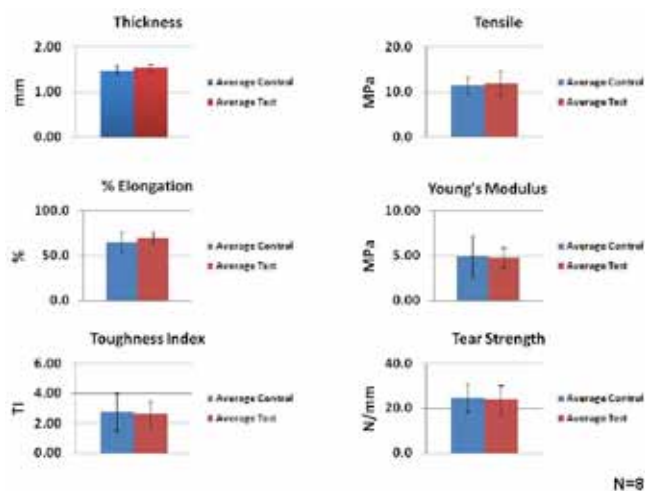 Thickness
2.00
1.00
0.00
mm
Average Control
Average Test
Tensile
20.0
10.0
0.0
MPa
Average Control
Average Test
% Elongation
100.0
50.0
0.0
%
Average Control
Average Test
Young's Modulus
10.00
5.00
0.00
MPa
Average Control
Average Test
Toughness Index
6.00
4.00
2.00
0.00
TI
Average Control
Average Test
Tear Strength
40.0
20.0
0.0
N/mm
Average Control
Average Test
N=8